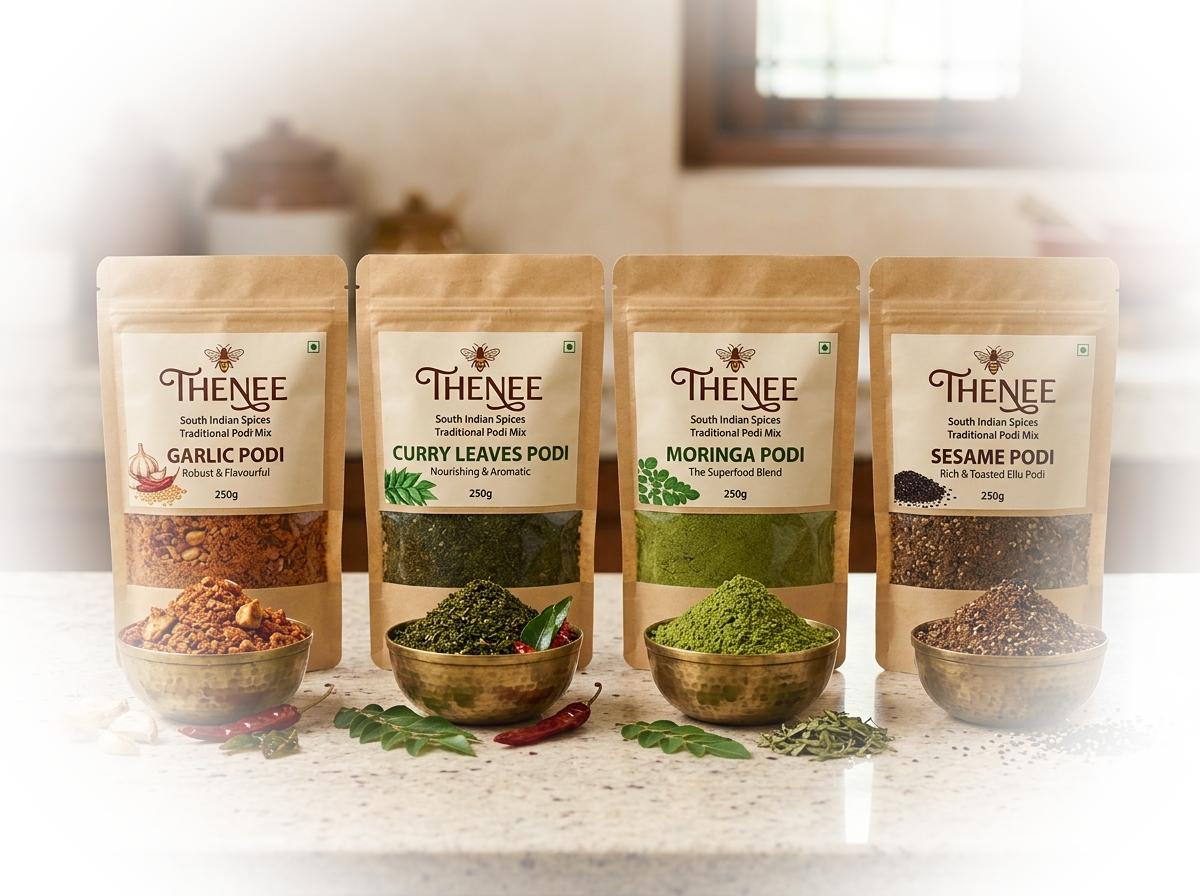 THENEE
South Indian Spices
Traditional Podi Mix
GARLIC PODI
Robust & Flavourful
250g
THENEE
South Indian Spices
Traditional Podi Mix
CURRY LEAVES PODI
Nourishing & Aromatic
250g
THENEE
South Indian Spices
Traditional Podi Mix
MORINGA PODI
The Superfood Blend
250g
THENEE
South Indian Spices
Traditional Podi Mix
SESAME PODI
Rich & Toasted Ellu Podi
250g